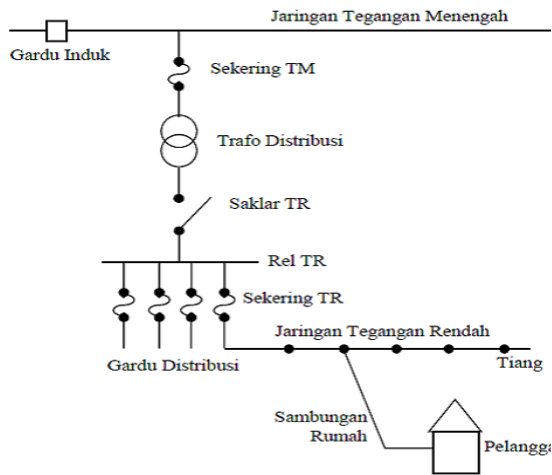 Jaringan Tegangan Menengah
Gardu Induk
Sekering TM
Trafo Distribusi
Saklar TR
Rel TR
Sekering TR
Jaringan Tegangan Rendah
Gardu Distribusi
Tiang
Sambungan
Rumah
Pelangga